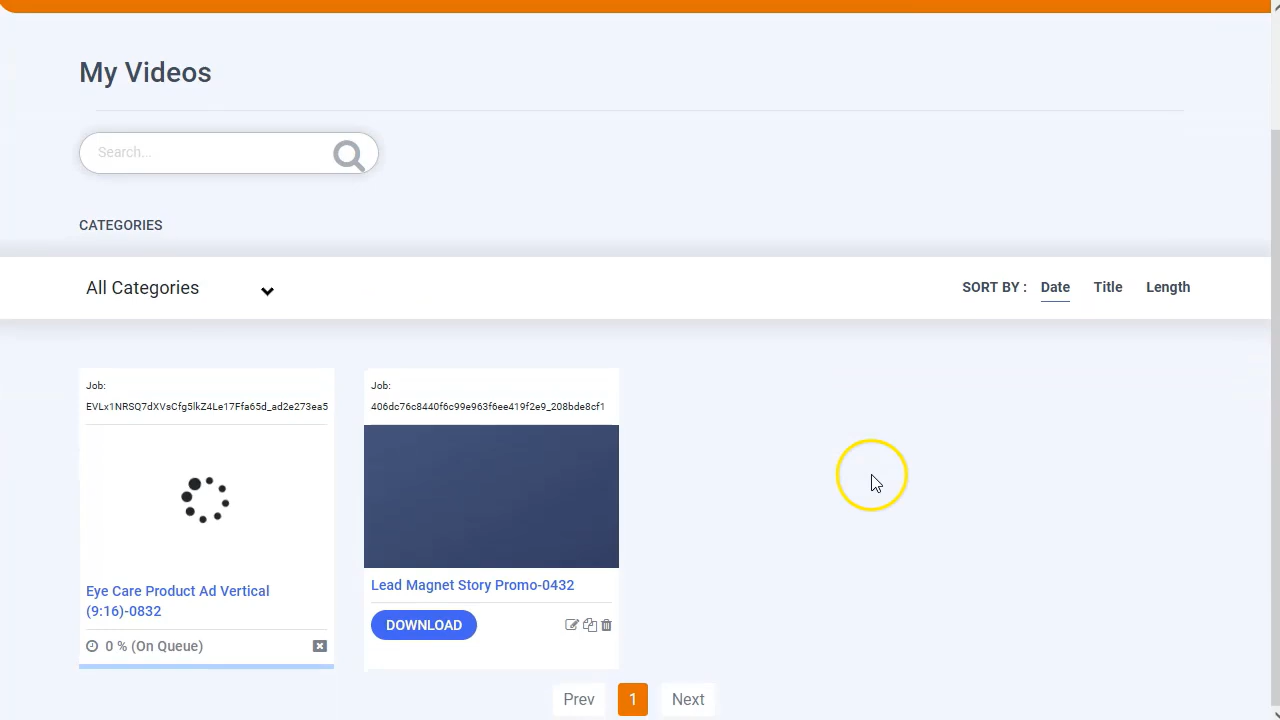 My Videos
Search...
CATEGORIES
All Categories
SORT BY :
Date
Title
Length
Job:
EVLx1NRSQ7dXVsCfg5lkZ4Le17Ffa65d_ad2e273ea5
Eye Care Product Ad Vertical
(9:16)-0832
0 % (On Queue)
Job:
406dc76c8440f6c99e963f6ee419f2e9_208bde8cf1
Lead Magnet Story Promo-0432
DOWNLOAD
Prev
1
Next